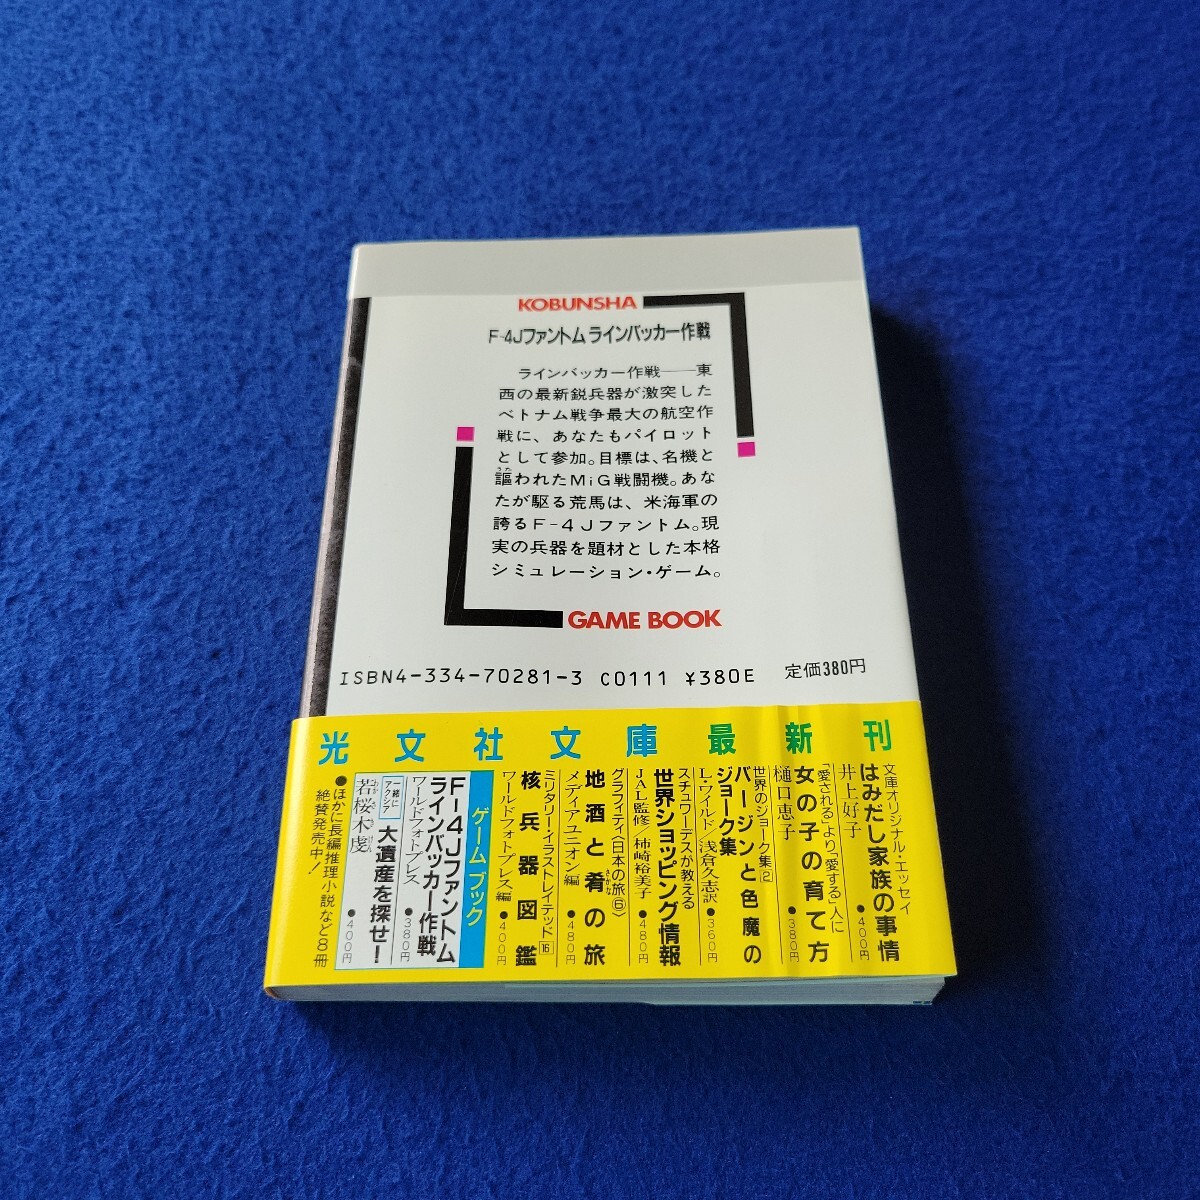 KOBUNSHA
F-4Jファントム ラインバッカー作戦
ラインバッカー作戦――東
西の最新鋭兵器が激突した
ベトナム戦争最大の航空作
戦に、あなたもパイロット
として参加。目標は、名機と
謳われたMiG戦闘機。あな
うた
たが駆る荒馬は、米海軍の
誇るF-4Jファントム。現
実の兵器を題材とした本格
シミュレーション・ゲーム。
GAME BOOK
ISBN4-334-70281-3 C0111 ¥380E 定価380円
光文社文庫最新刊
文庫オリジナル・エッセイ
はみだし家族の事情
井上好子 ●400円
「愛される」より「愛する」人に
女の子の育て方
樋口恵子 ●380円
世界のジョーク集2
バージンと色魔の
ジョーク集
L・ワイルド/浅倉久志訳 ●360円
スチュワーデスが教える
世界ショッピング情報
JAL監修/柿崎裕美子 ●480円
グラフィティ〈日本の旅⑥〉
地酒と肴の旅
さかな
メディアユニオン編 ●480円
ミリタリー・イラストレイテッド16
核兵器図鑑
ワールドフォトプレス編 ●400円
ゲームブック
F-4Jファントム
ラインバッカー作戦
ワールドフォトプレス ●380円
一緒に
アクシア
大遺産を探せ!
若桜木虔 ●400円
●ほかに長編推理小説など8冊
絶賛発売中!